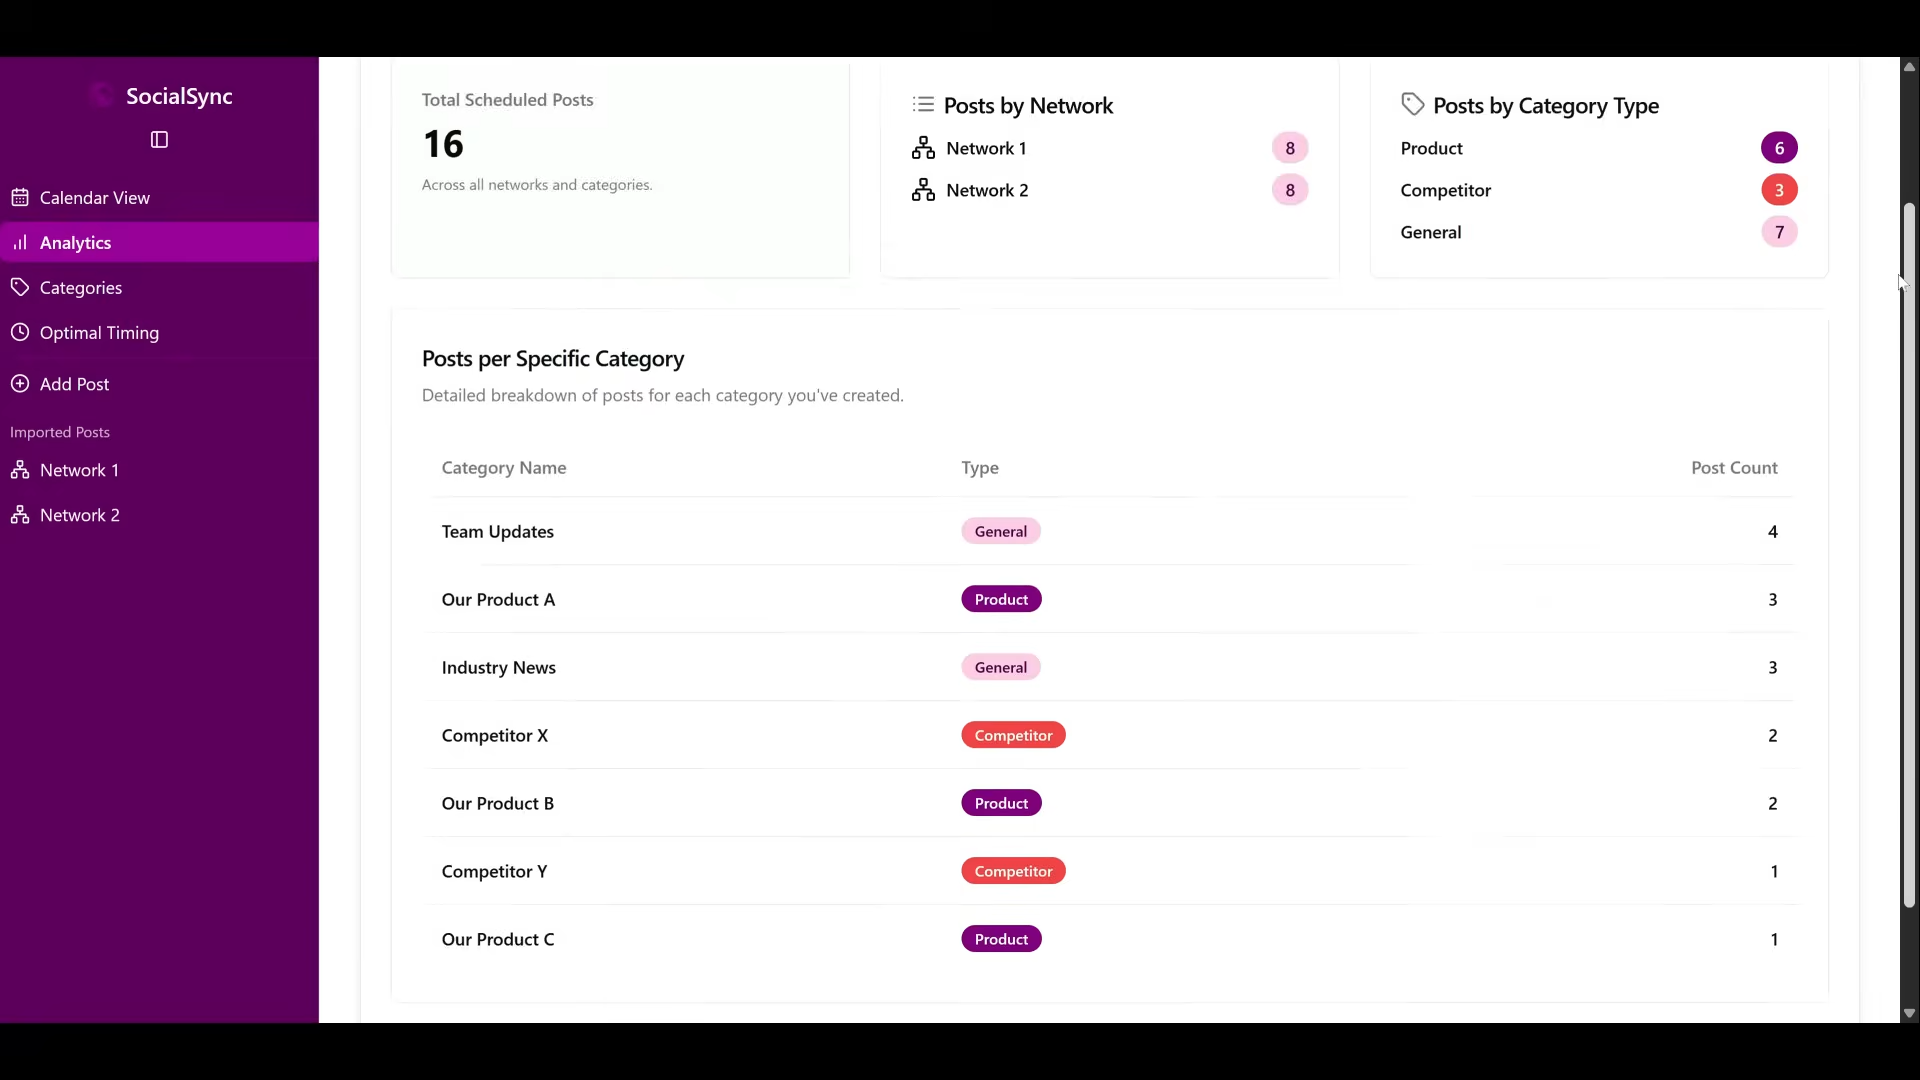 SocialSync
Calendar View
Analytics
Categories
Optimal Timing
Add Post
Imported Posts
Network 1
Network 2
Total Scheduled Posts
16
Across all networks and categories.
Posts by Network
Network 1 8
Network 2 8
Posts by Category Type
Product 6
Competitor 3
General 7
Posts per Specific Category
Detailed breakdown of posts for each category you've created.
Category Name Type Post Count
Team Updates General 4
Our Product A Product 3
Industry News General 3
Competitor X Competitor 2
Our Product B Product 2
Competitor Y Competitor 1
Our Product C Product 1